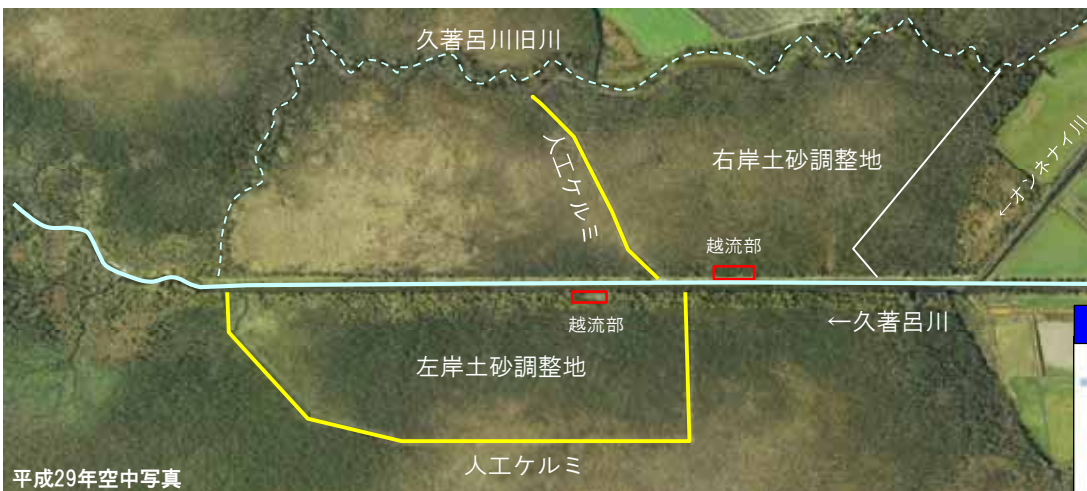 久著呂川旧川
人工ケルミ
右岸土砂調整地
←オンネナイ川
越流部
越流部
←久著呂川
左岸土砂調整地
人工ケルミ
平成29年空中写真